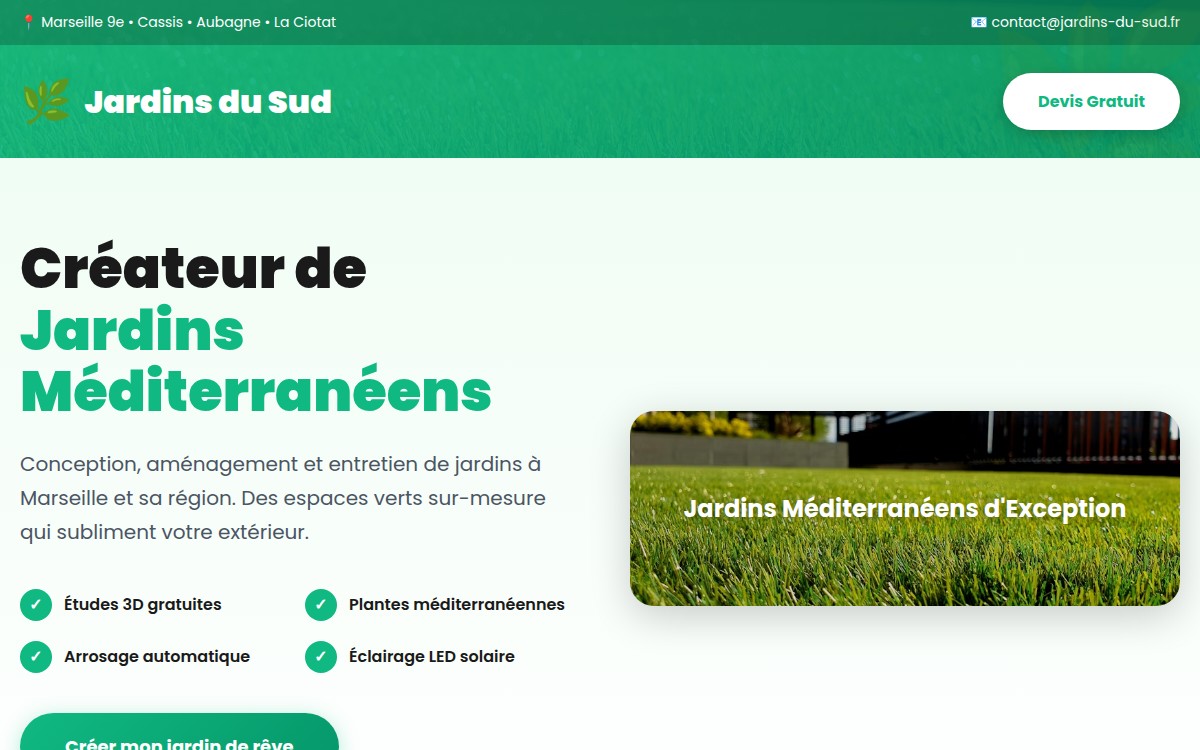 📍 Marseille 9e • Cassis • Aubagne • La Ciotat
📧 contact@jardins-du-sud.fr
🌿 Jardins du Sud
Devis Gratuit
Créateur de
Jardins
Méditerranéens
Conception, aménagement et entretien de jardins à
Marseille et sa région. Des espaces verts sur-mesure
qui subliment votre extérieur.
✓ Études 3D gratuites
✓ Plantes méditerranéennes
✓ Arrosage automatique
✓ Éclairage LED solaire
Créer mon jardin de rêve
Jardins Méditerranéens d'Exception